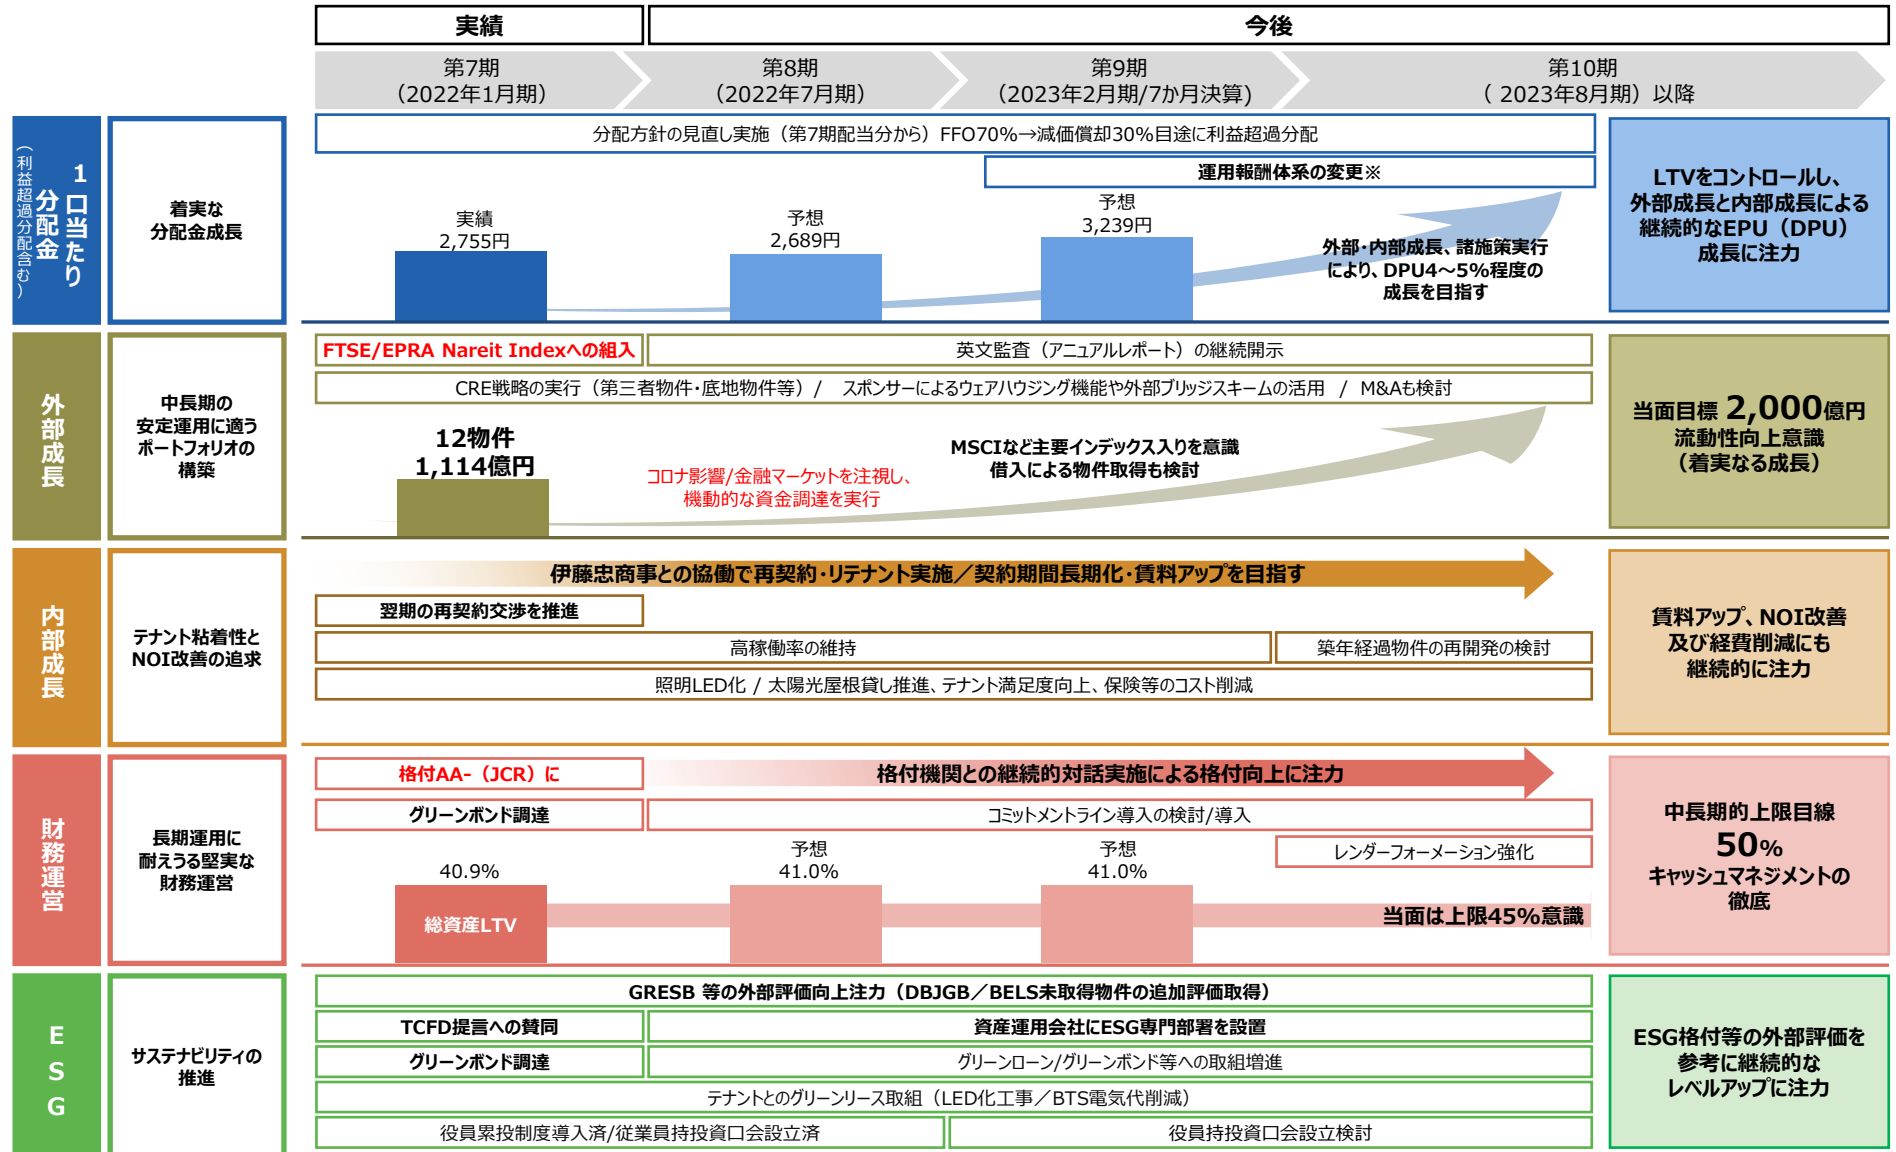 実績
今後
第7期
（2022年1月期）
第8期
（2022年7月期）
第9期
（2023年2月期/7か月決算）
第10期
（ 2023年8月期）以降
1口当たり
分配金
（利益超過分配含む）
着実な
分配金成長
分配方針の見直し実施（第7期配当分から）FFO70%→減価償却30%目途に利益超過分配
運用報酬体系の変更※
実績
2,755円
予想
2,689円
予想
3,239円
外部・内部成長、諸施策実行
により、DPU4～5%程度の
成長を目指す
LTVをコントロールし、
外部成長と内部成長による
継続的なEPU（DPU）
成長に注力
外部成長
中長期の
安定運用に適う
ポートフォリオの
構築
FTSE/EPRA Nareit Indexへの組入
英文監査（アニュアルレポート）の継続開示
CRE戦略の実行（第三者物件・底地物件等）/　スポンサーによるウェアハウジング機能や外部ブリッジスキームの活用　/　M&Aも検討
12物件
1,114億円
コロナ影響/金融マーケットを注視し、
機動的な資金調達を実行
MSCIなど主要インデックス入りを意識
借入による物件取得も検討
当面目標 2,000億円
流動性向上意識
（着実なる成長）
内部成長
テナント粘着性と
NOI改善の追求
伊藤忠商事との協働で再契約・リテナント実施／契約期間長期化・賃料アップを目指す
翌期の再契約交渉を推進
高稼働率の維持
築年経過物件の再開発の検討
照明LED化 / 太陽光屋根貸し推進、テナント満足度向上、保険等のコスト削減
賃料アップ、NOI改善
及び経費削減にも
継続的に注力
財務運営
長期運用に
耐えうる堅実な
財務運営
格付AA-（JCR）に
格付機関との継続的対話実施による格付向上に注力
グリーンボンド調達
コミットメントライン導入の検討/導入
レンダーフォーメーション強化
40.9%
予想
41.0%
予想
41.0%
総資産LTV
当面は上限45%意識
中長期的上限目線
50%
キャッシュマネジメントの
徹底
ESG
サステナビリティの
推進
GRESB 等の外部評価向上注力（DBJGB／BELS未取得物件の追加評価取得）
TCFD提言への賛同
資産運用会社にESG専門部署を設置
グリーンボンド調達
グリーンローン/グリーンボンド等への取組増進
テナントとのグリーンリース取組（LED化工事／BTS電気代削減）
役員累投制度導入済/従業員持投資口会設立済
役員持投資口会設立検討
ESG格付等の外部評価を
参考に継続的な
レベルアップに注力